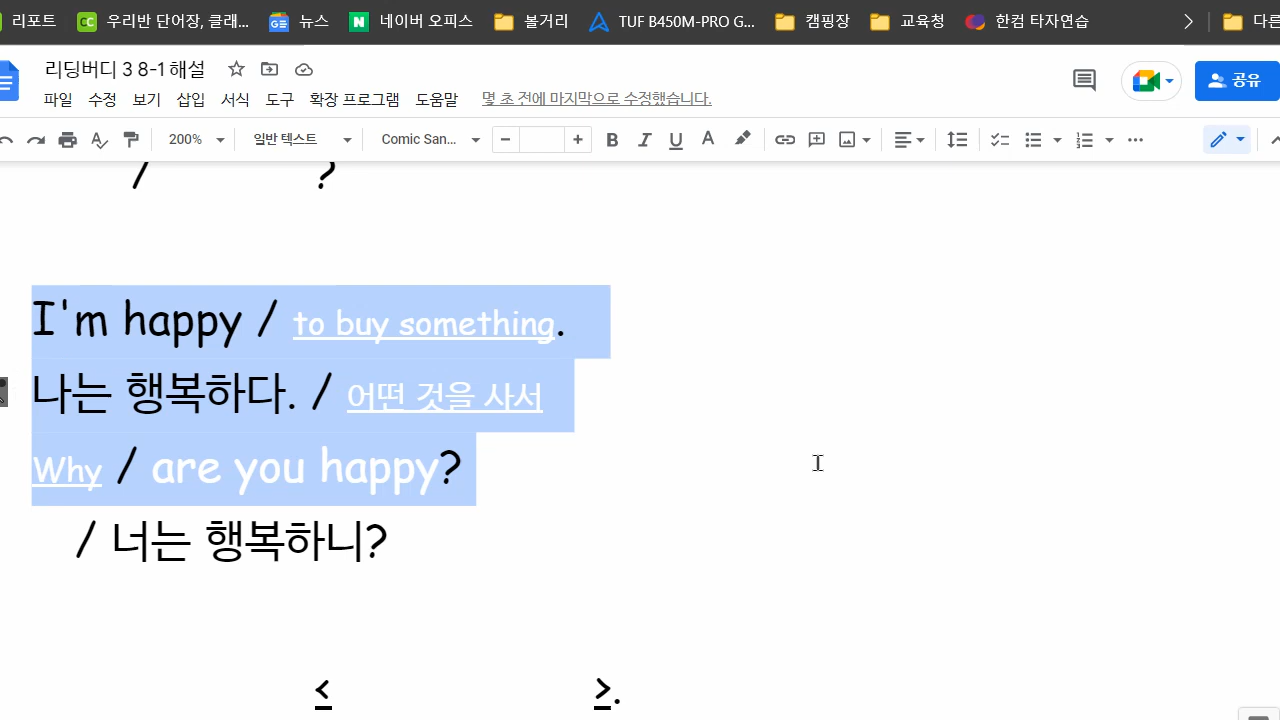 리포트 우리반 단어장, 클래... 뉴스 네이버 오피스 볼거리 TUF B450M-PRO G... 캠핑장 교육청 한컴 타자연습 다른
리딩버디 3 8-1 해설
공유
파일 수정 보기 삽입 서식 도구 확장 프로그램 도움말 몇 초 전에 마지막으로 수정했습니다.
200% 일반 텍스트 Comic San... − + B I U A
/ ?
I'm happy / to buy something.
나는 행복하다. / 어떤 것을 사서
Why / are you happy?
/ 너는 행복하니?
< >.